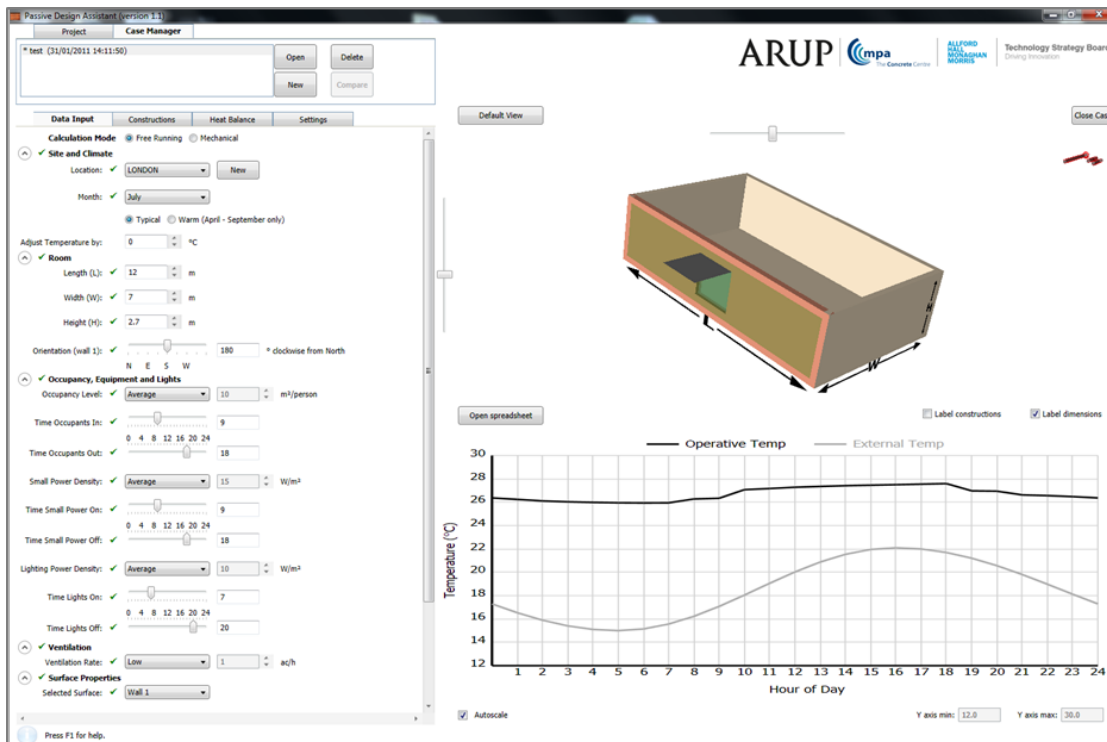 Passive Design Assistant (version 1.1)
Project
Case Manager
* test (31/01/2011 14:11:50)
Open
Delete
New
Compare
ARUP
mpa
The Concrete Centre
ALLFORD
HALL
MONAGHAN
MORRIS
Technology Strategy Board
Driving Innovation
Data Input
Constructions
Heat Balance
Settings
Default View
Close Cas
Calculation Mode Free Running Mechanical
Site and Climate
Location: LONDON New
Month: July
Typical Warm (April - September only)
Adjust Temperature by: 0 °C
Room
Length (L): 12 m
Width (W): 7 m
Height (H): 2.7 m
Orientation (wall 1): 180 ° clockwise from North
N E S W
L
W
H
Occupancy, Equipment and Lights
Occupancy Level: Average 10 m²/person
Time Occupants In: 9
0 4 8 12 16 20 24
Time Occupants Out: 18
Small Power Density: Average 15 W/m²
Time Small Power On: 9
0 4 8 12 16 20 24
Time Small Power Off: 18
Lighting Power Density: Average 10 W/m²
Time Lights On: 7
0 4 8 12 16 20 24
Time Lights Off: 20
Ventilation
Ventilation Rate: Low 1 ac/h
Surface Properties
Selected Surface: Wall 1
Press F1 for help.
Open spreadsheet
Label constructions
Label dimensions
Operative Temp
External Temp
30
28
26
24
22
20
18
16
14
12
Temperature (°C)
1 2 3 4 5 6 7 8 9 10 11 12 13 14 15 16 17 18 19 20 21 22 23 24
Hour of Day
Autoscale
Y axis min: 12.0
Y axis max: 30.0